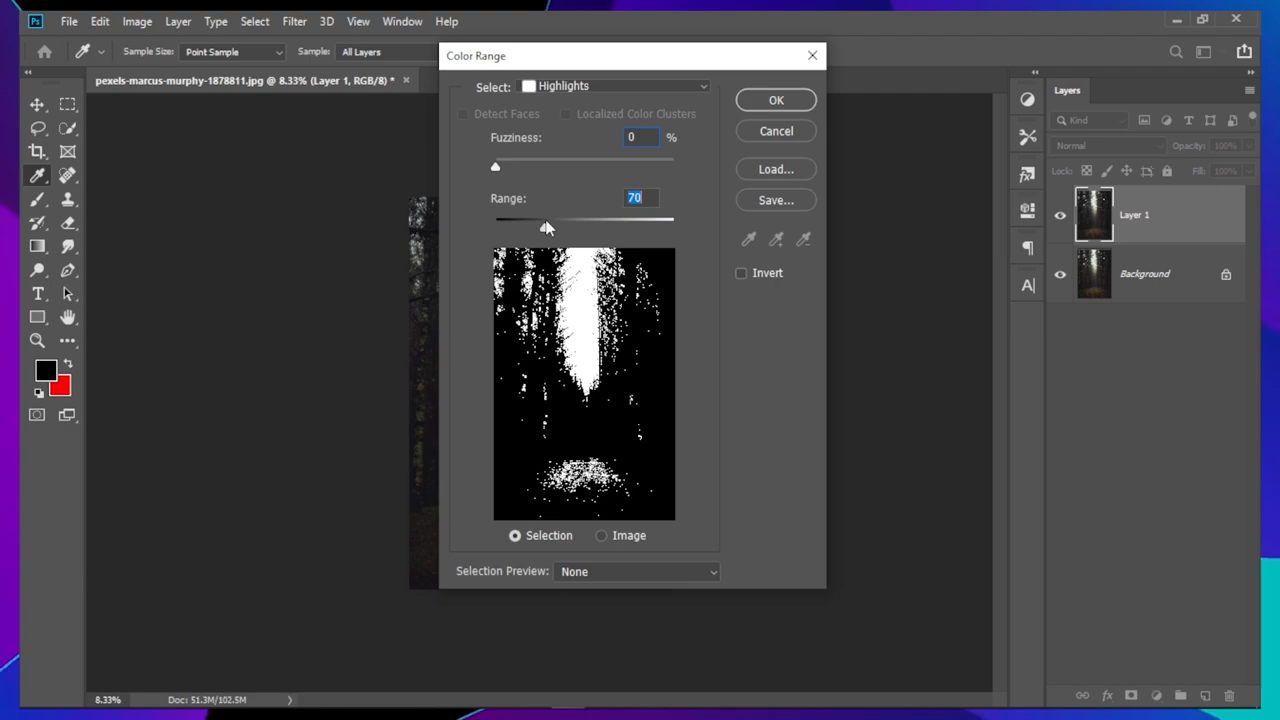 Ps File Edit Image Layer Type Select Filter 3D View Window Help
Sample Size: Point Sample Sample: All Layers
pexels-marcus-murphy-1878811.jpg @ 8.33% (Layer 1, RGB/8) *
Color Range
Select: Highlights
Detect Faces Localized Color Clusters
Fuzziness: 0 %
Range: 70
Selection Image
Selection Preview: None
OK
Cancel
Load...
Save...
Invert
Layers
Kind
Normal Opacity: 100%
Lock: Fill: 100%
Layer 1
Background
8.33% Doc: 51.3M/102.5M